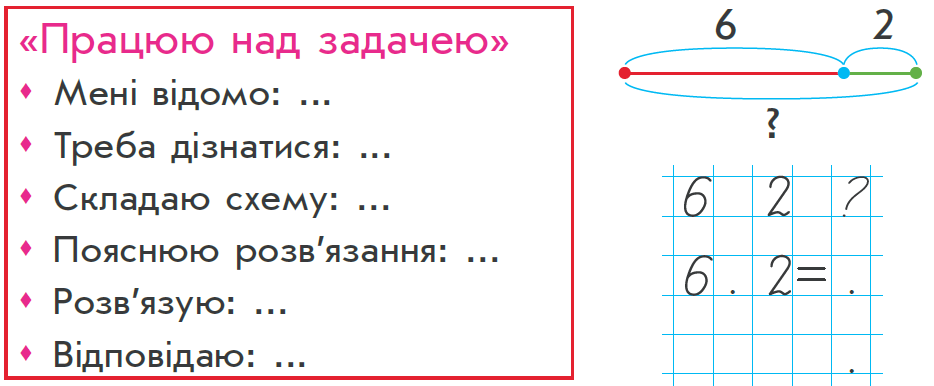 «Працюю над задачею»
♦ Мені відомо: ...
♦ Треба дізнатися: ...
♦ Складаю схему: ...
♦ Пояснюю розв’язання: ...
♦ Розв’язую: ...
♦ Відповідаю: ...
6 2
?
6 2 ?
6 . 2 = .
.